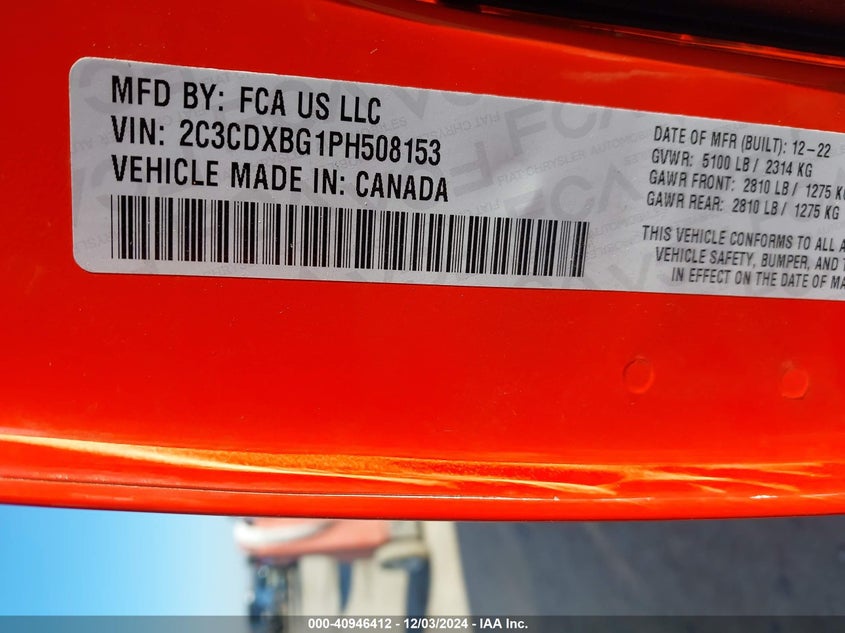 MFD BY: FCA US LLC
VIN: 2C3CDXBG1PH508153
VEHICLE MADE IN: CANADA
DATE OF MFR (BUILT): 12-22
GVWR: 5100 LB / 2314 KG
GAWR FRONT: 2810 LB / 1275 KG
GAWR REAR: 2810 LB / 1275 KG
THIS VEHICLE CONFORMS TO ALL A
VEHICLE SAFETY, BUMPER, AND T
IN EFFECT ON THE DATE OF MA
000-40946412 - 12/03/2024 - IAA Inc.